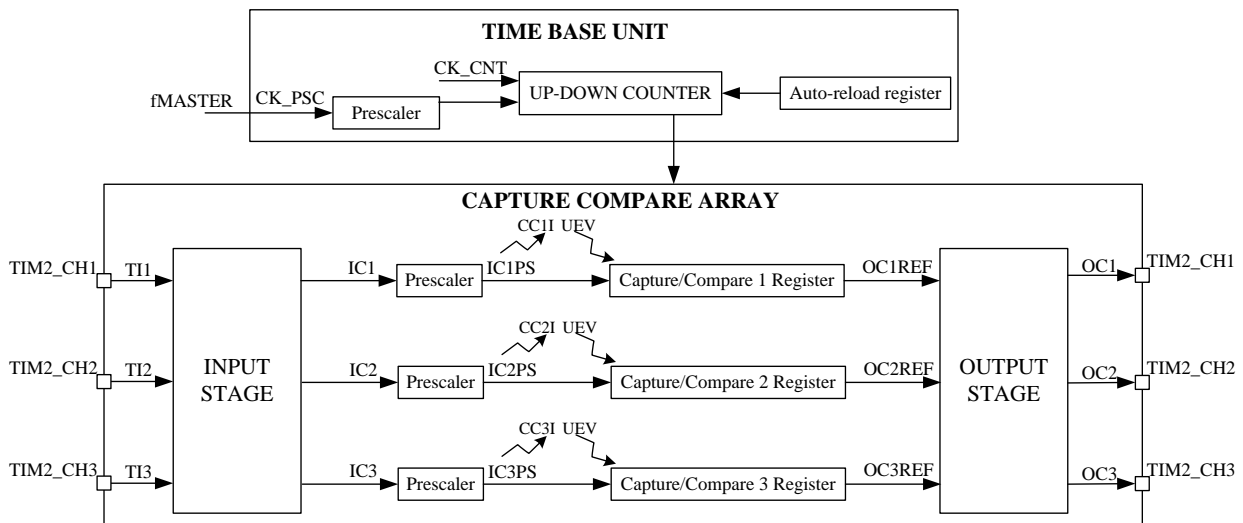 TIME BASE UNIT
CK_CNT
fMASTER
CK_PSC
Prescaler
UP-DOWN COUNTER
Auto-reload register
CAPTURE COMPARE ARRAY
CC1I UEV
TIM2_CH1
TI1
IC1
Prescaler
IC1PS
Capture/Compare 1 Register
OC1REF
OC1
TIM2_CH1
INPUT
STAGE
OUTPUT
STAGE
CC2I UEV
TIM2_CH2
TI2
IC2
Prescaler
IC2PS
Capture/Compare 2 Register
OC2REF
OC2
TIM2_CH2
CC3I UEV
TIM2_CH3
TI3
IC3
Prescaler
IC3PS
Capture/Compare 3 Register
OC3REF
OC3
TIM2_CH3